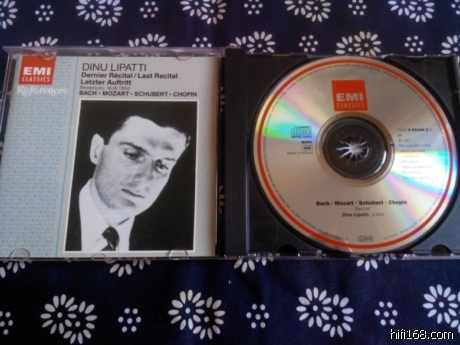 EMI
CLASSICS
References
DINU LIPATTI
Dernier Récital/Last Recital
Letzter Auftritt
Besançon, 16.IX.1950
BACH - MOZART - SCHUBERT - CHOPIN
EMI
CLASSICS
Bach · Mozart · Schubert · Chopin
Recital
Dinu Lipatti, piano
hifi168.com